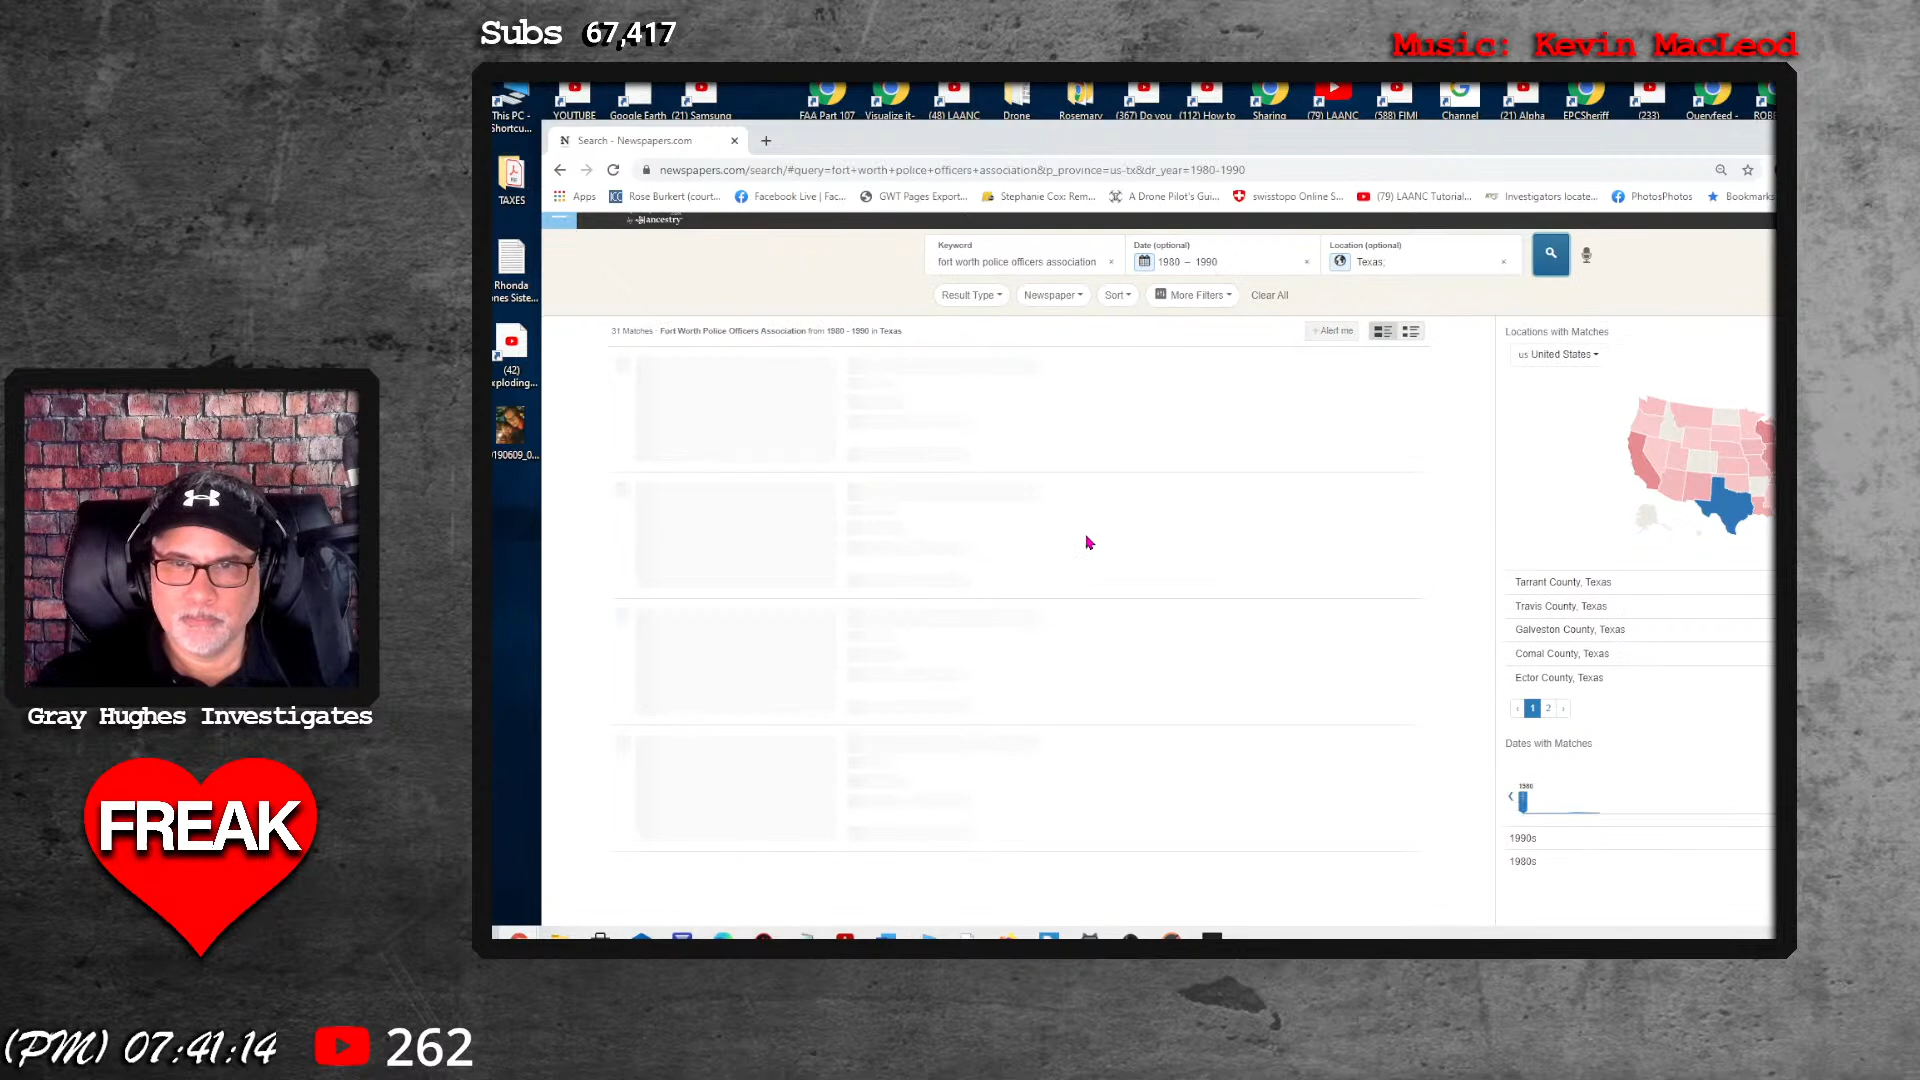 Subs 67,417
Music: Kevin MacLeod
This PC - Shortcu...
YOUTUBE
Google Earth
(21) Samsung
FAA Part 107
Visualize it-
(48) LAANC
Drone
Rosemary
(367) Do you
(112) How to
Sharing
(79) LAANC
(588) FIMI
Channel
(21) Alpha
EPCSheriff
(233)
Queryfeed -
Search - Newspapers.com
newspapers.com/search/#query=fort+worth+police+officers+association&p_province=us-tx&dr_year=1980-1990
TAXES
Apps
Rose Burkert (court...
Facebook Live | Fac...
GWT Pages Export...
Stephanie Cox: Rem...
A Drone Pilot's Gui...
swisstopo Online S...
(79) LAANC Tutorial...
Investigators locate...
PhotosPhotos
Bookmarks
by ancestry
Keyword
fort worth police officers association
Date (optional)
1980 – 1990
Location (optional)
Texas;
Rhonda
ones Siste...
Result Type
Newspaper
Sort
More Filters
Clear All
31 Matches · Fort Worth Police Officers Association from 1980 - 1990 in Texas
+ Alert me
Locations with Matches
us United States
(42)
xploding...
190609_0...
Tarrant County, Texas
Travis County, Texas
Galveston County, Texas
Comal County, Texas
Ector County, Texas
‹ 1 2 ›
Dates with Matches
1980
1990s
1980s
Gray Hughes Investigates
FREAK
(PM) 07:41:14
262